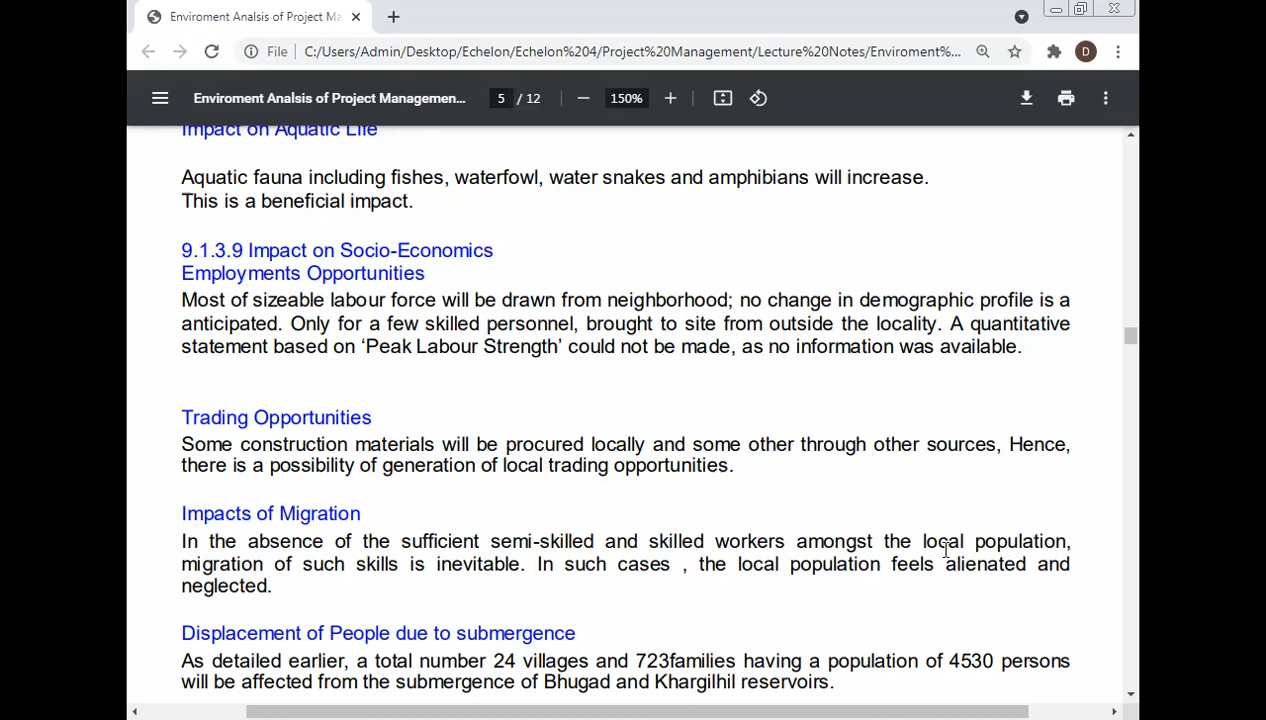 Enviroment Analsis of Project Ma
File C:/Users/Admin/Desktop/Echelon/Echelon%204/Project%20Management/Lecture%20Notes/Enviroment%...
D
Enviroment Analsis of Project Managemen... 5 / 12 150%
Impact on Aquatic Life
Aquatic fauna including fishes, waterfowl, water snakes and amphibians will increase.
This is a beneficial impact.
9.1.3.9 Impact on Socio-Economics
Employments Opportunities
Most of sizeable labour force will be drawn from neighborhood; no change in demographic profile is a
anticipated. Only for a few skilled personnel, brought to site from outside the locality. A quantitative
statement based on ‘Peak Labour Strength’ could not be made, as no information was available.
Trading Opportunities
Some construction materials will be procured locally and some other through other sources, Hence,
there is a possibility of generation of local trading opportunities.
Impacts of Migration
In the absence of the sufficient semi-skilled and skilled workers amongst the local population,
migration of such skills is inevitable. In such cases , the local population feels alienated and
neglected.
Displacement of People due to submergence
As detailed earlier, a total number 24 villages and 723families having a population of 4530 persons
will be affected from the submergence of Bhugad and Khargilhil reservoirs.